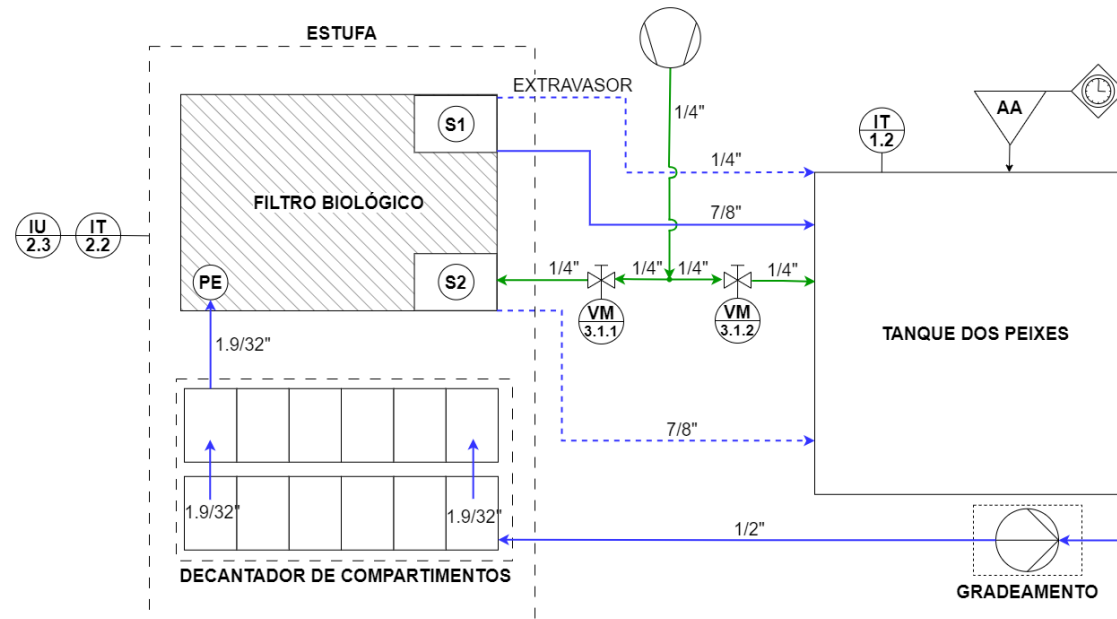 ESTUFA
EXTRAVASOR
1/4"
S1
AA
IT
1.2
1/4"
FILTRO BIOLÓGICO
7/8"
IU
2.3
IT
2.2
PE
S2
1/4"
1/4"
1/4"
1/4"
VM
3.1.1
VM
3.1.2
TANQUE DOS PEIXES
1.9/32"
7/8"
1.9/32"
1.9/32"
1/2"
DECANTADOR DE COMPARTIMENTOS
GRADEAMENTO